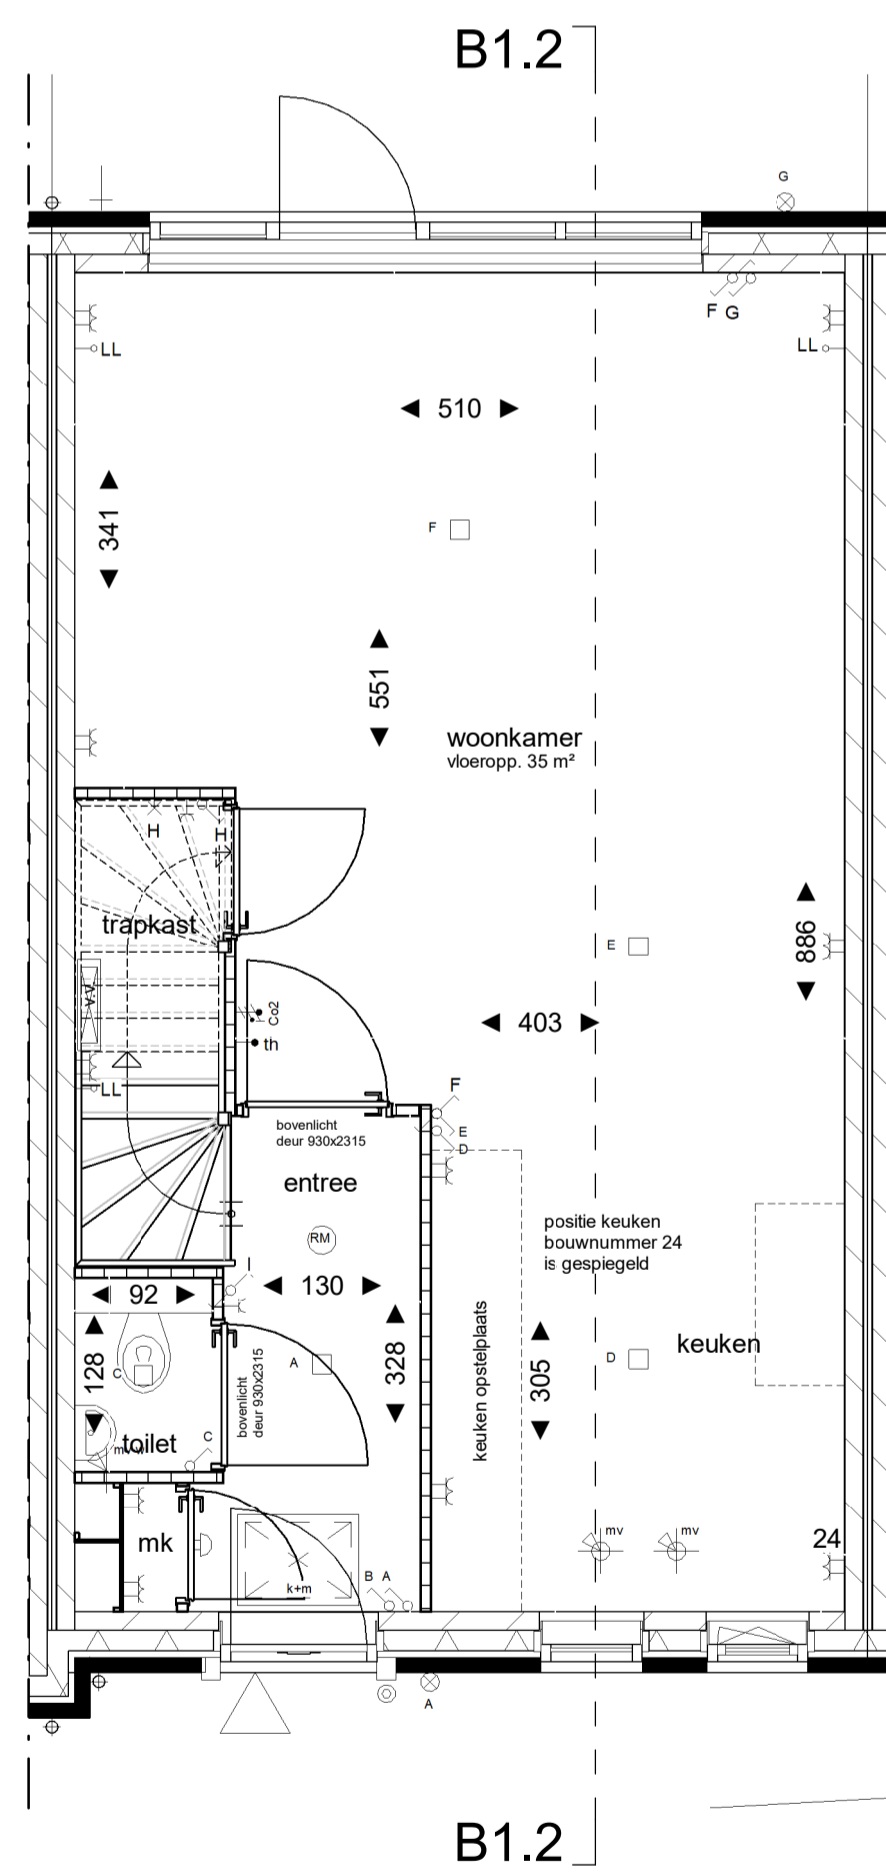 B1.2
G
F G
LL
LL
510
341
F
551
woonkamer
vloeropp. 35 m²
H
H
trapkast
886
E
v.v
Co2
403
th
LL
F
bovenlicht
deur 930x2315
E
D
entree
positie keuken
bouwnummer 24
is gespiegeld
RM
I
92
130
keuken opstelplaats
305
keuken
328
128
A
D
C
bovenlicht
deur 930x2315
toilet
C
mv
mk
mv
mv
24
k+m
B A
A
B1.2